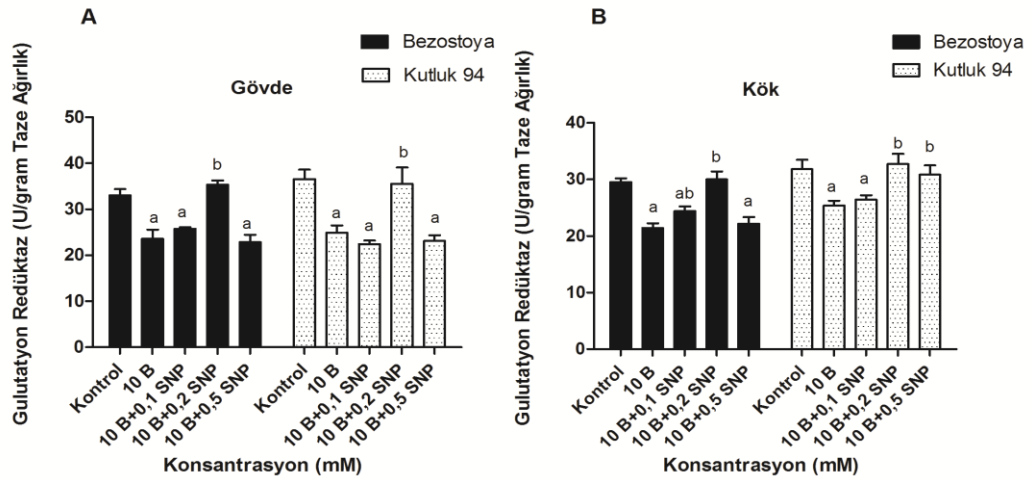 A
Bezostoya
Kutluk 94
Gövde
Gulutatyon Redüktaz (U/gram Taze Ağırlık)
50
40
30
20
10
0
a
a
b
a
a
a
b
a
Kontrol
10 B
10 B+0,1 SNP
10 B+0,2 SNP
10 B+0,5 SNP
Kontrol
10 B
10 B+0,1 SNP
10 B+0,2 SNP
10 B+0,5 SNP
Konsantrasyon (mM)
B
Bezostoya
Kutluk 94
Kök
Gulutatyon Redüktaz (U/gram Taze Ağırlık)
40
30
20
10
0
a
ab
b
a
a
a
b
b
Kontrol
10 B
10 B+0,1 SNP
10 B+0,2 SNP
10 B+0,5 SNP
Kontrol
10 B
10 B+0,1 SNP
10 B+0,2 SNP
10 B+0,5 SNP
Konsantrasyon (mM)